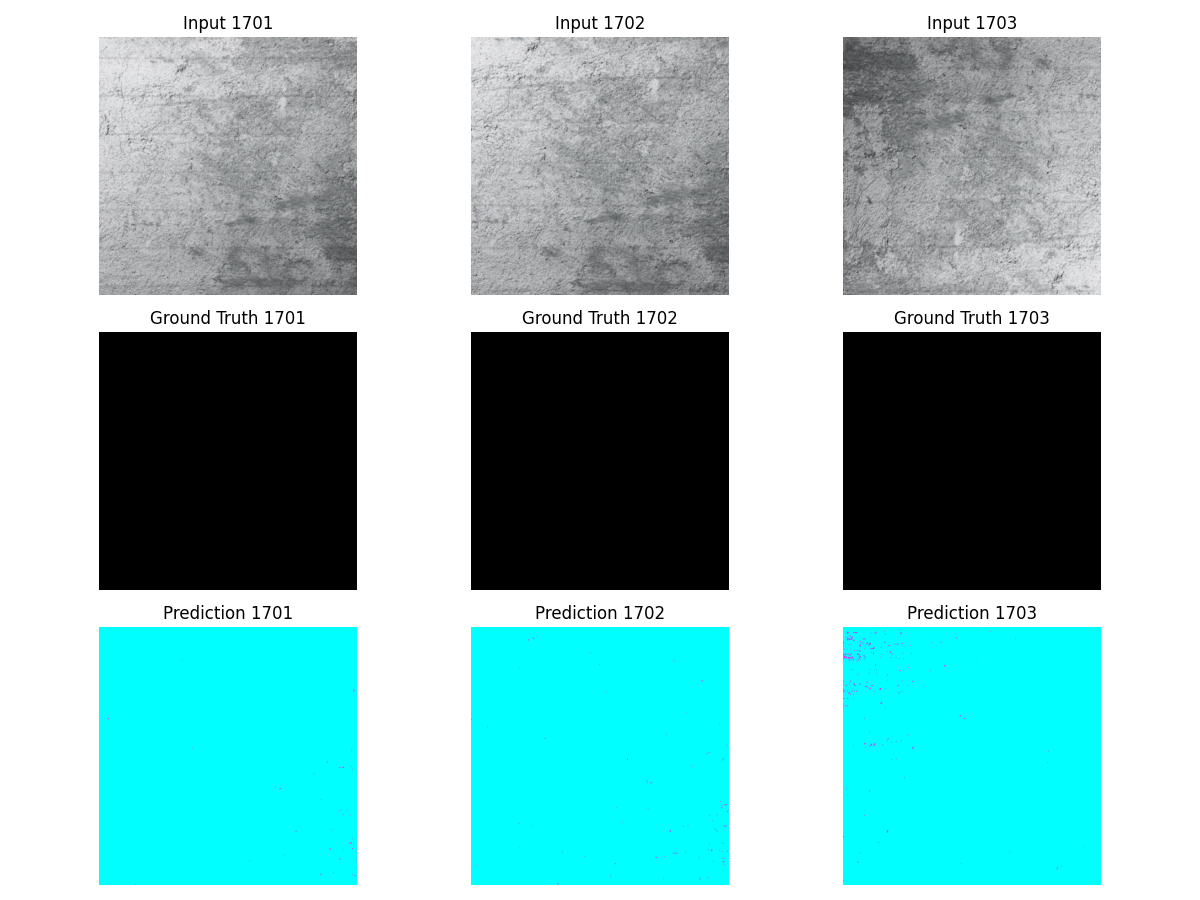 Input 1701
Input 1702
Input 1703
Ground Truth 1701
Ground Truth 1702
Ground Truth 1703
Prediction 1701
Prediction 1702
Prediction 1703